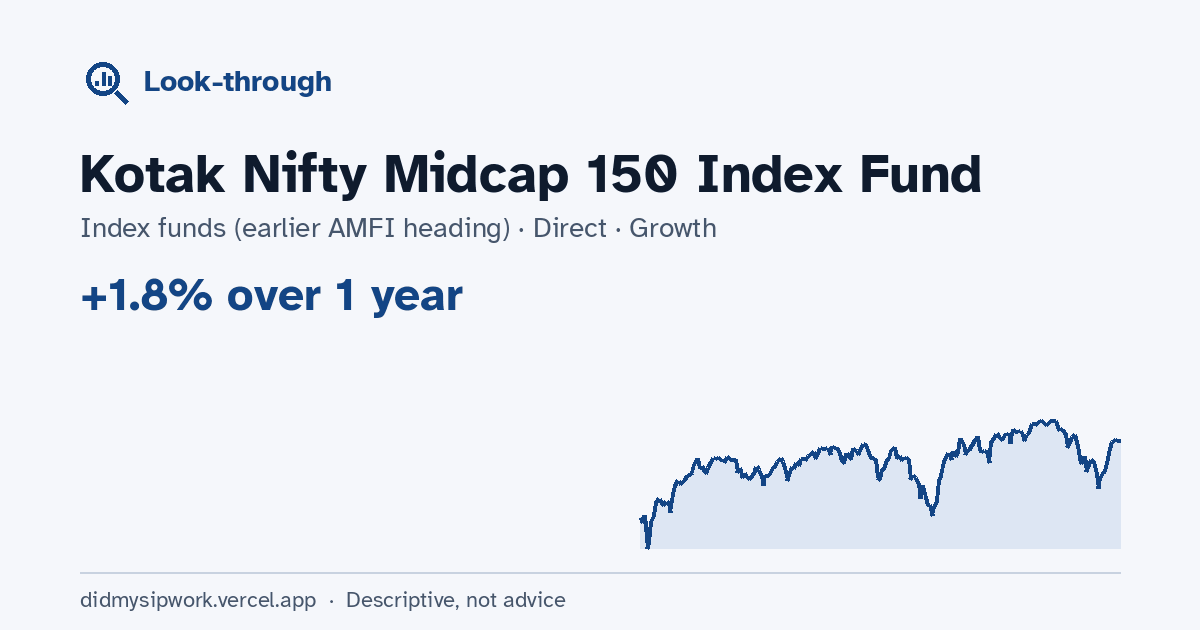 Look-through
Kotak Nifty Midcap 150 Index Fund
Index funds (earlier AMFI heading) · Direct · Growth
+1.8% over 1 year
didmysipwork.vercel.app · Descriptive, not advice